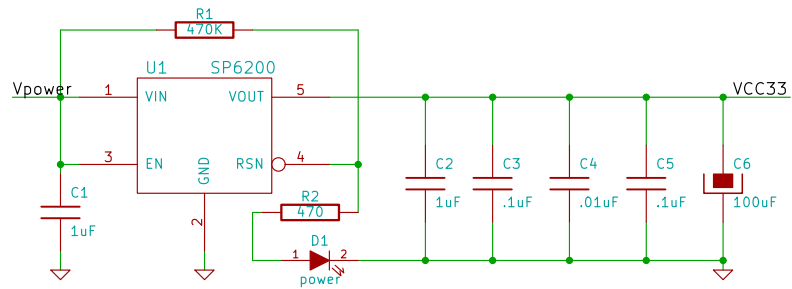 R1
470K
U1 SP6200
Vpower 1 VIN VOUT 5 VCC33
3 EN GND RSN 4 C2 C3 C4 C5 C6
C1 R2 1uF .1uF .01uF .1uF 100uF
2 470
1uF D1
1 2
power